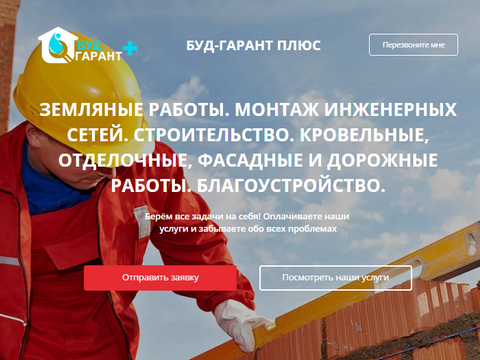 БУД
ГАРАНТ
БУД-ГАРАНТ ПЛЮС
Перезвоните мне
ЗЕМЛЯНЫЕ РАБОТЫ. МОНТАЖ ИНЖЕНЕРНЫХ
СЕТЕЙ. СТРОИТЕЛЬСТВО. КРОВЕЛЬНЫЕ,
ОТДЕЛОЧНЫЕ, ФАСАДНЫЕ И ДОРОЖНЫЕ
РАБОТЫ. БЛАГОУСТРОЙСТВО.
Берём все задачи на себя! Оплачиваете наши
услуги и забываете обо всех проблемах
Отправить заявку
Посмотреть наши услуги